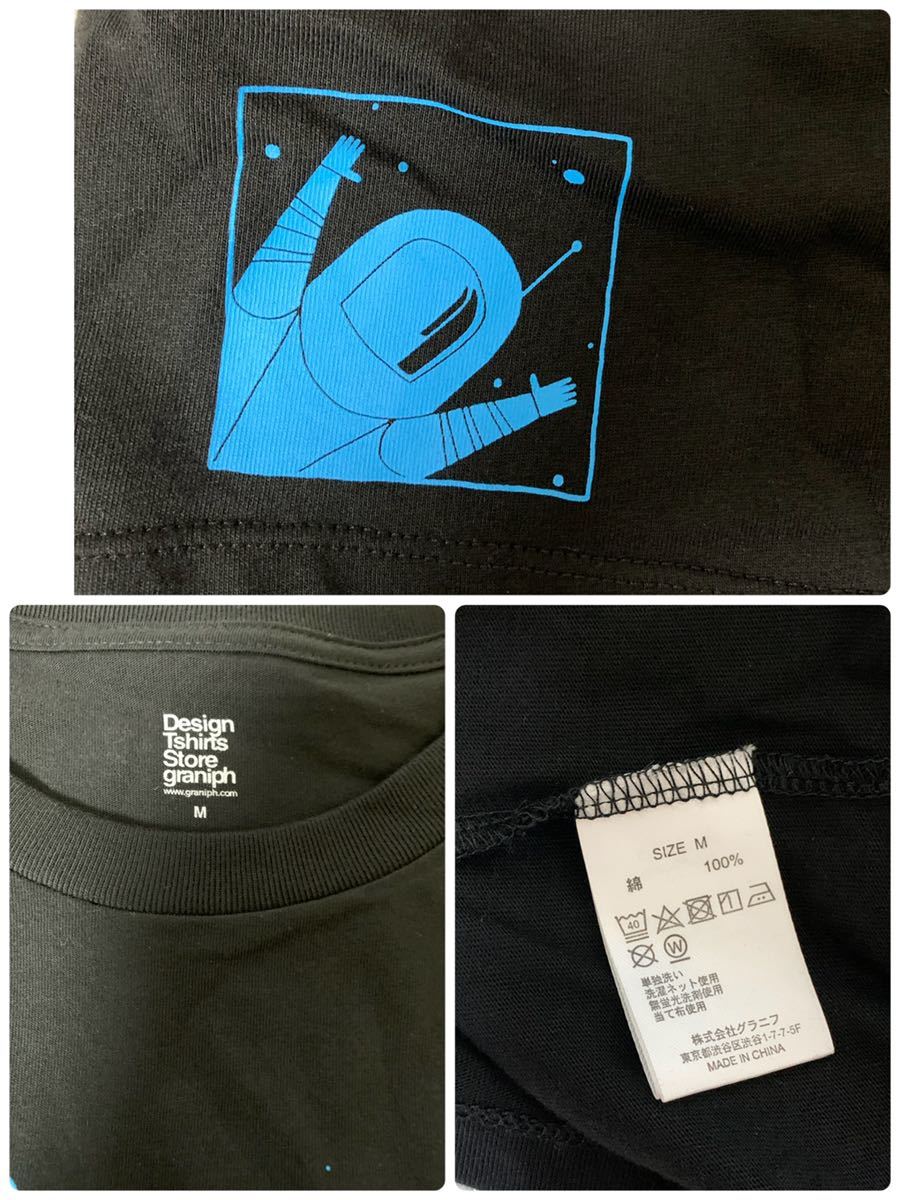 Design
Tshirts
Store
graniph
www.graniph.com
M
SIZE M
綿 100%
40
W
単独洗い
洗濯ネット使用
無蛍光洗剤使用
当て布使用
株式会社グラニフ
東京都渋谷区渋谷1-7-7-5F
MADE IN CHINA